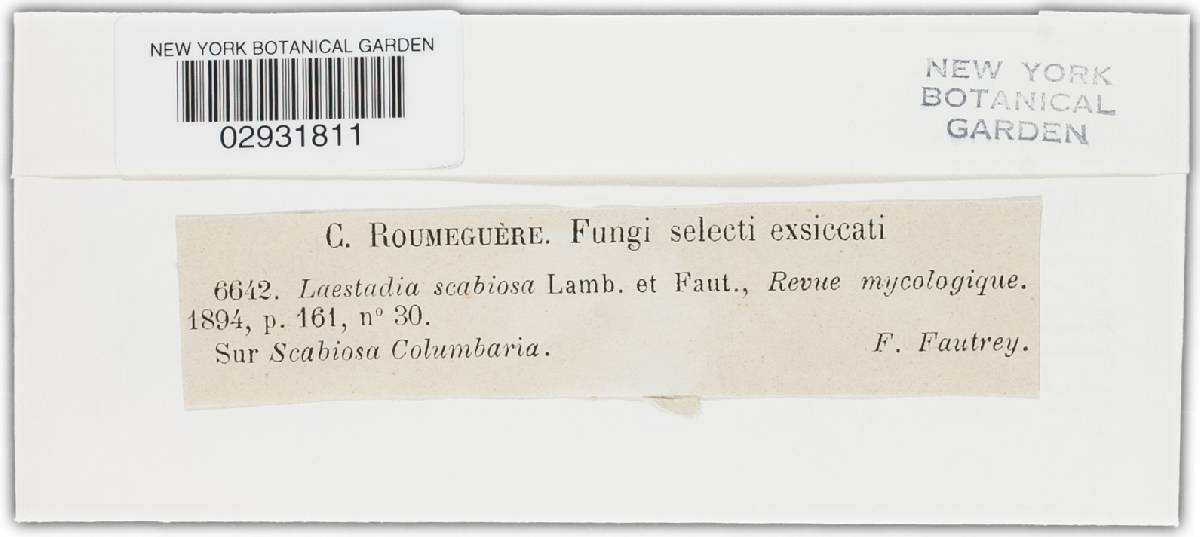 NEW YORK BOTANICAL GARDEN
02931811
NEW YORK
BOTANICAL
GARDEN
C. ROUMEGUÈRE. Fungi selecti exsiccati
6642. Laestadia scabiosa Lamb. et Faut., Revue mycologique.
1894, p. 161, nº 30.
Sur Scabiosa Columbaria. F. Fautrey.